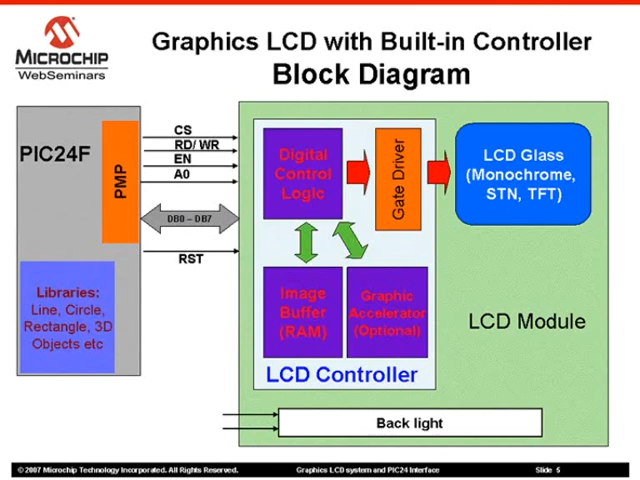 MICROCHIP
WebSeminars
Graphics LCD with Built-in Controller
Block Diagram
PIC24F
PMP
CS
RD/ WR
EN
A0
DB0 – DB7
RST
Libraries:
Line, Circle,
Rectangle, 3D
Objects etc
Digital
Control
Logic
Gate Driver
LCD Glass
(Monochrome,
STN, TFT)
Image
Buffer
(RAM)
Graphic
Accelerator
(Optional)
LCD Controller
LCD Module
Back light
© 2007 Microchip Technology Incorporated. All Rights Reserved.
Graphics LCD system and PIC24 Interface
Slide 5